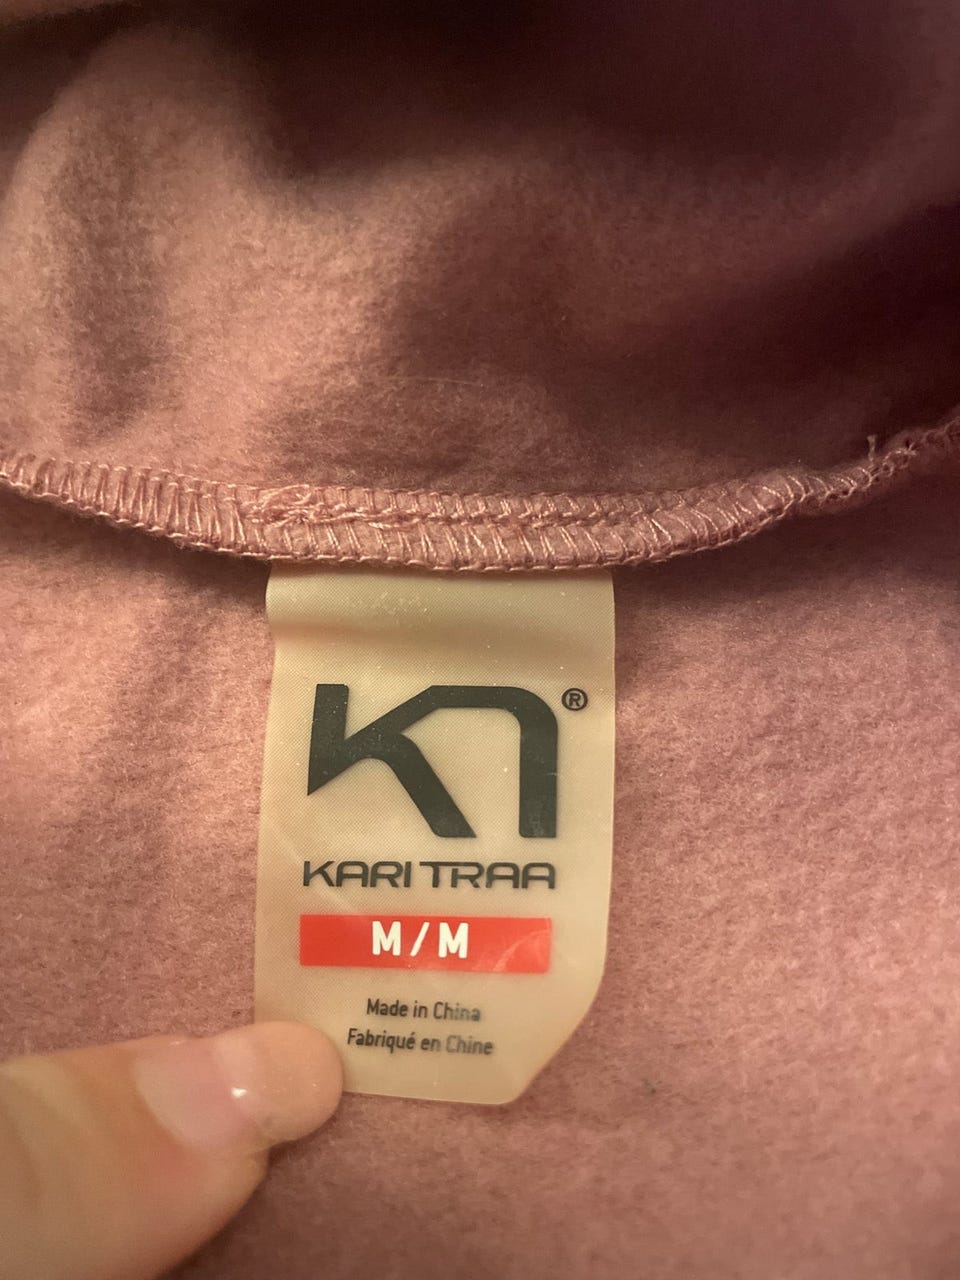 ®
KARI TRAA
M / M
Made in China
Fabriqué en Chine